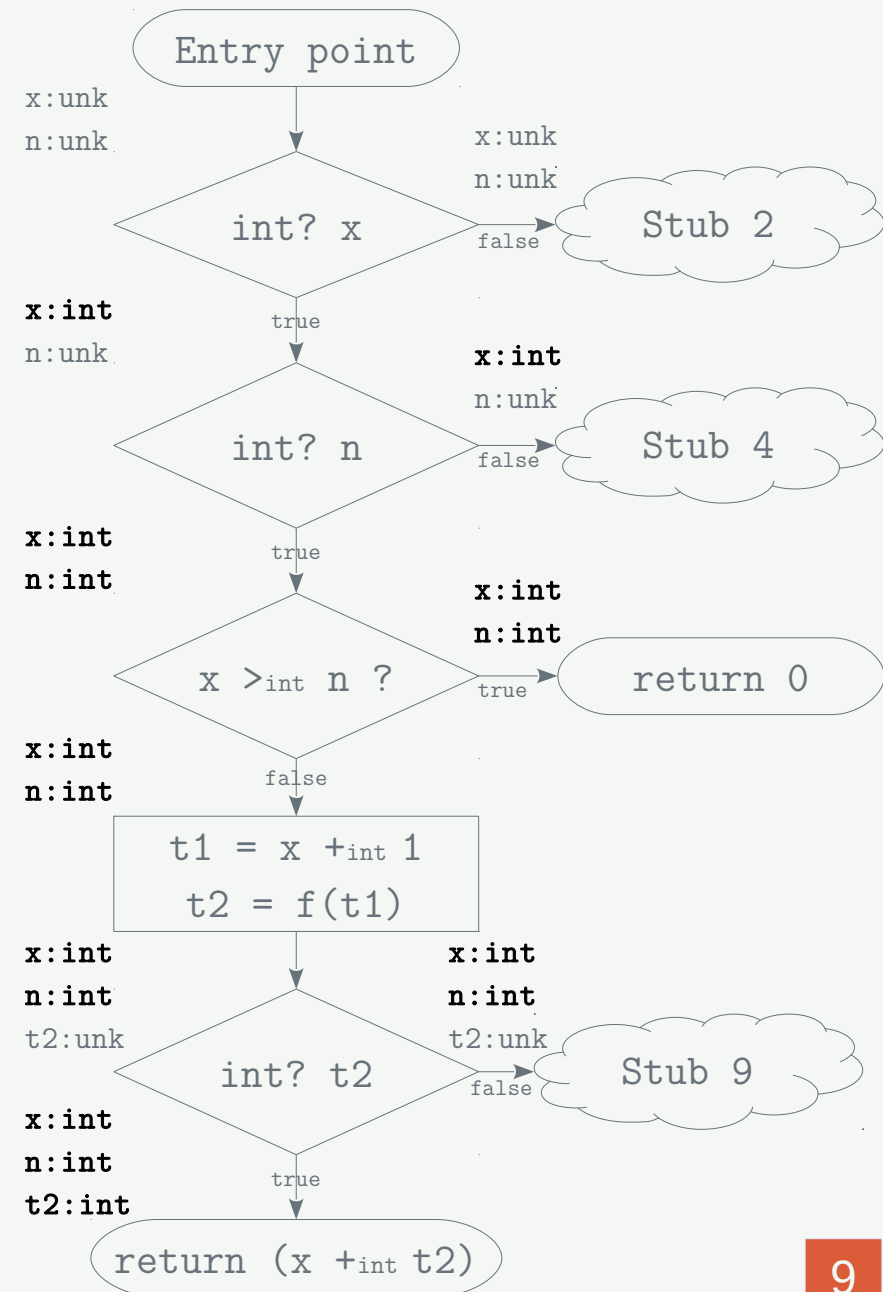 Entry point
x:unk
n:unk
x:unk
n:unk
int? x
false
Stub 2
x:int
n:unk
true
x:int
n:unk
int? n
false
Stub 4
x:int
n:int
true
x:int
n:int
x >int n ?
true
return 0
x:int
n:int
false
t1 = x +int 1
t2 = f(t1)
x:int
n:int
t2:unk
x:int
n:int
t2:unk
int? t2
false
Stub 9
x:int
n:int
t2:int
true
return (x +int t2)
9